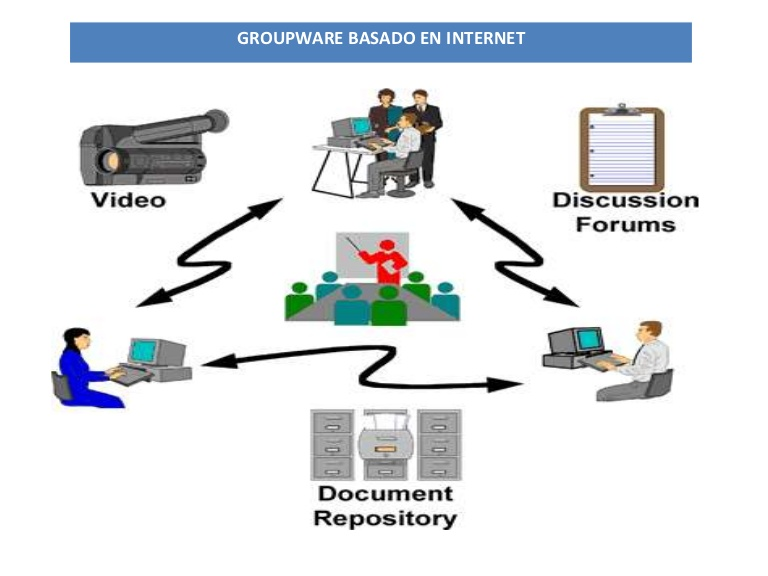 GROUPWARE BASADO EN INTERNET
Video
Discussion
Forums
Document
Repository